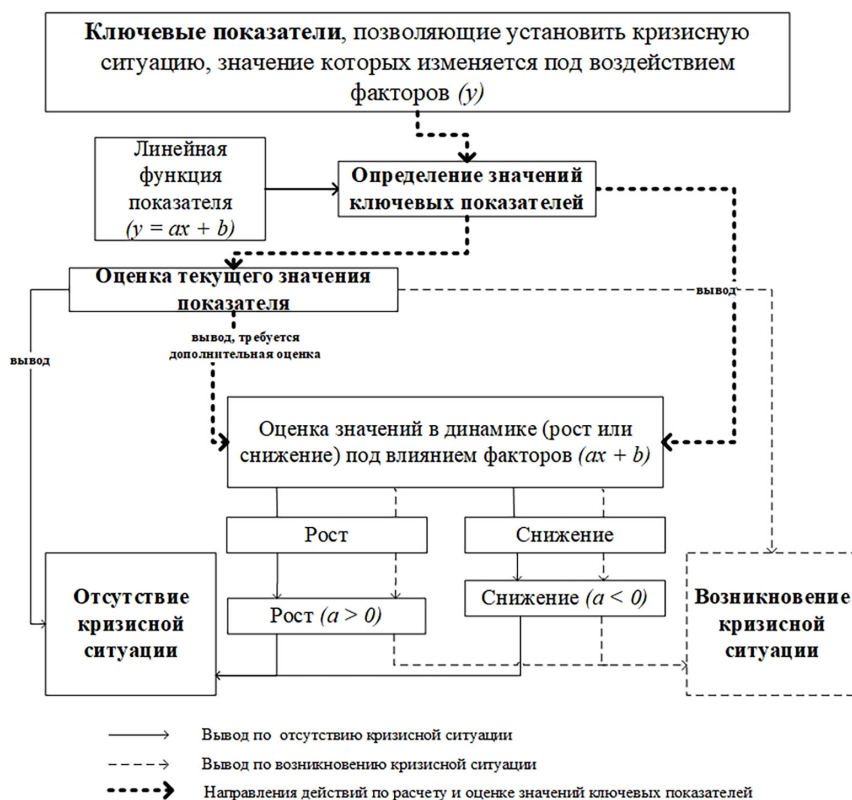 Ключевые показатели, позволяющие установить кризисную
ситуацию, значение которых изменяется под воздействием
факторов (y)
Линейная
функция
показателя
(y = ax + b)
Определение значений
ключевых показателей
Оценка текущего значения
показателя
вывод
вывод
вывод, требуется
дополнительная оценка
Оценка значений в динамике (рост или
снижение) под влиянием факторов (ax + b)
Рост
Снижение
Отсутствие
кризисной
ситуации
Рост (a > 0)
Снижение (a < 0)
Возникновение
кризисной
ситуации
Вывод по отсутствию кризисной ситуации
Вывод по возникновению кризисной ситуации
Направления действий по расчету и оценке значений ключевых показателей